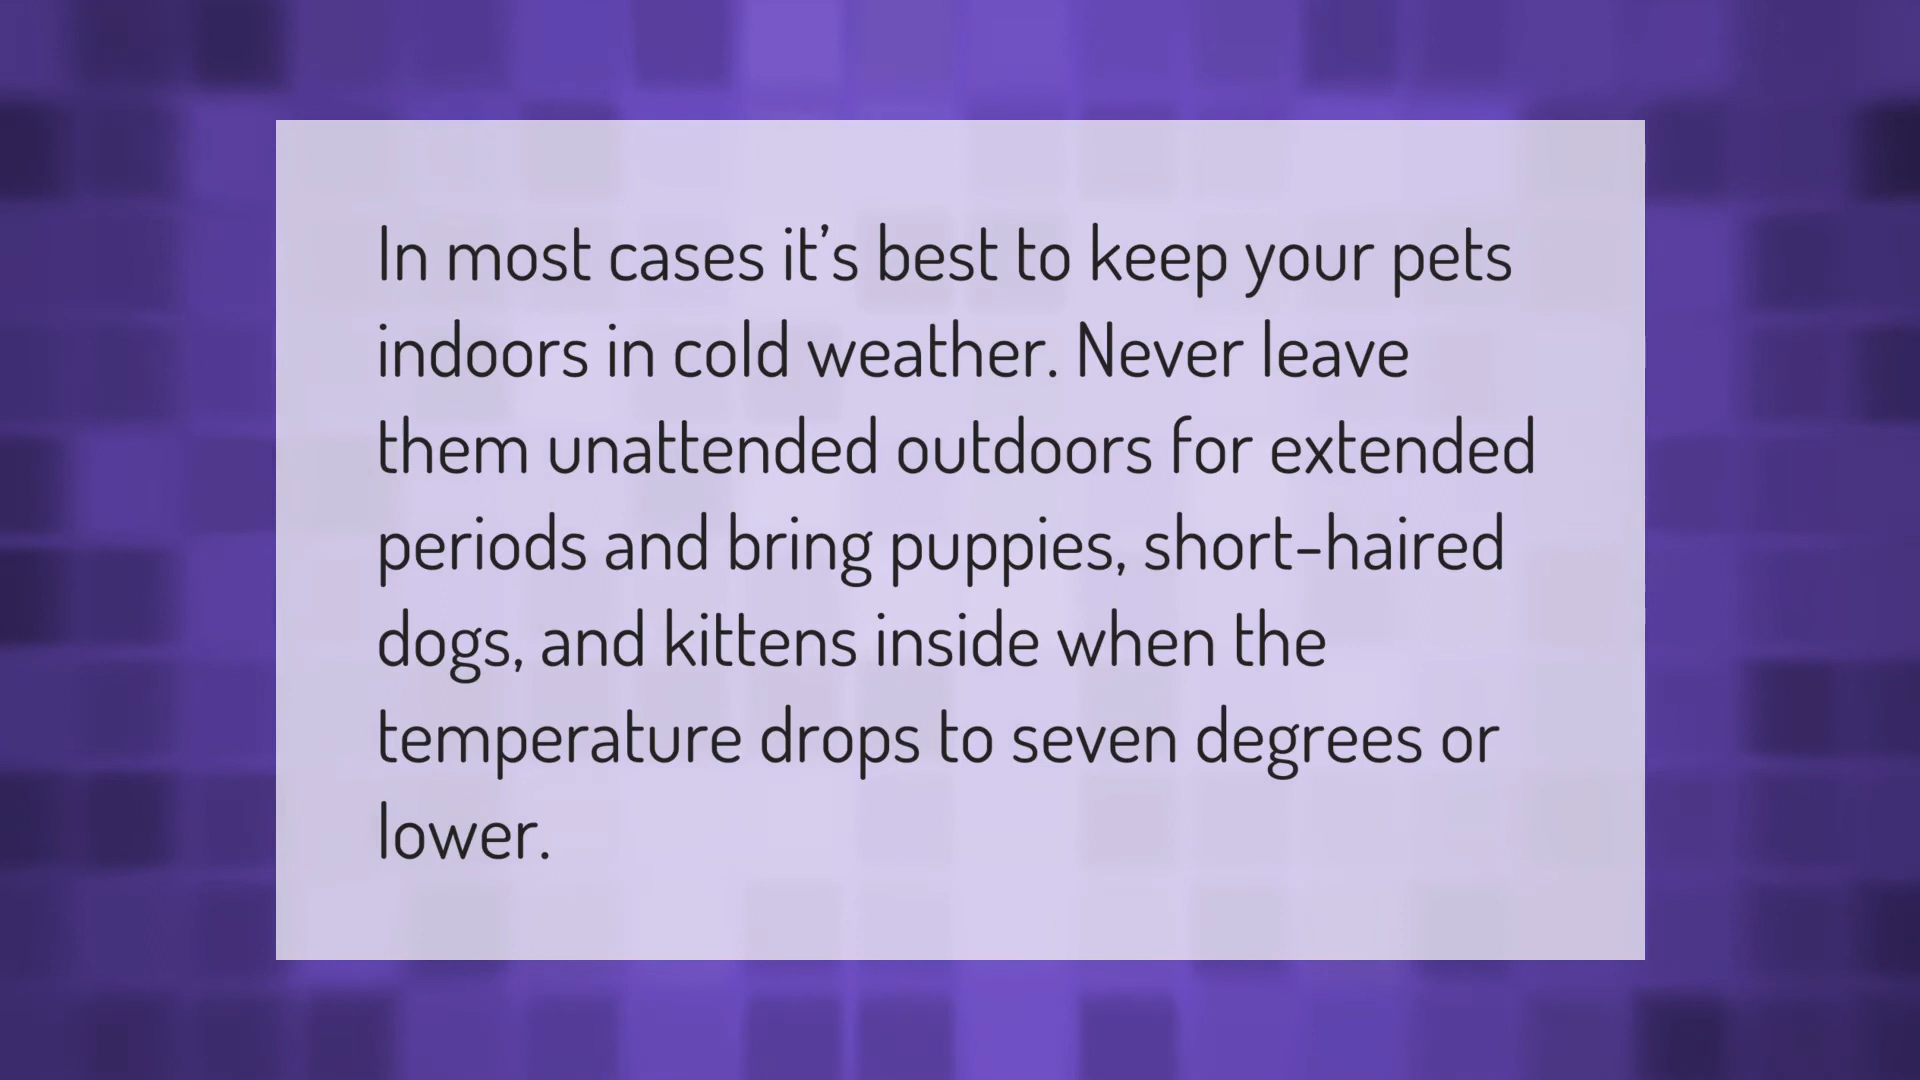 In most cases it’s best to keep your pets
indoors in cold weather. Never leave
them unattended outdoors for extended
periods and bring puppies, short-haired
dogs, and kittens inside when the
temperature drops to seven degrees or
lower.